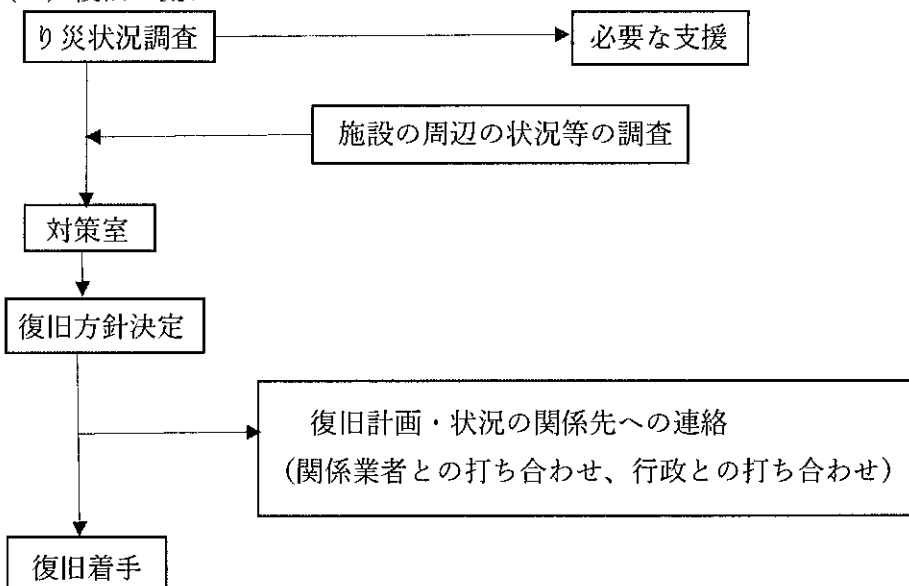 り災状況調査
必要な支援
施設の周辺の状況等の調査
対策室
復旧方針決定
復旧計画・状況の関係先への連絡
(関係業者との打ち合わせ、行政との打ち合わせ)
復旧着手